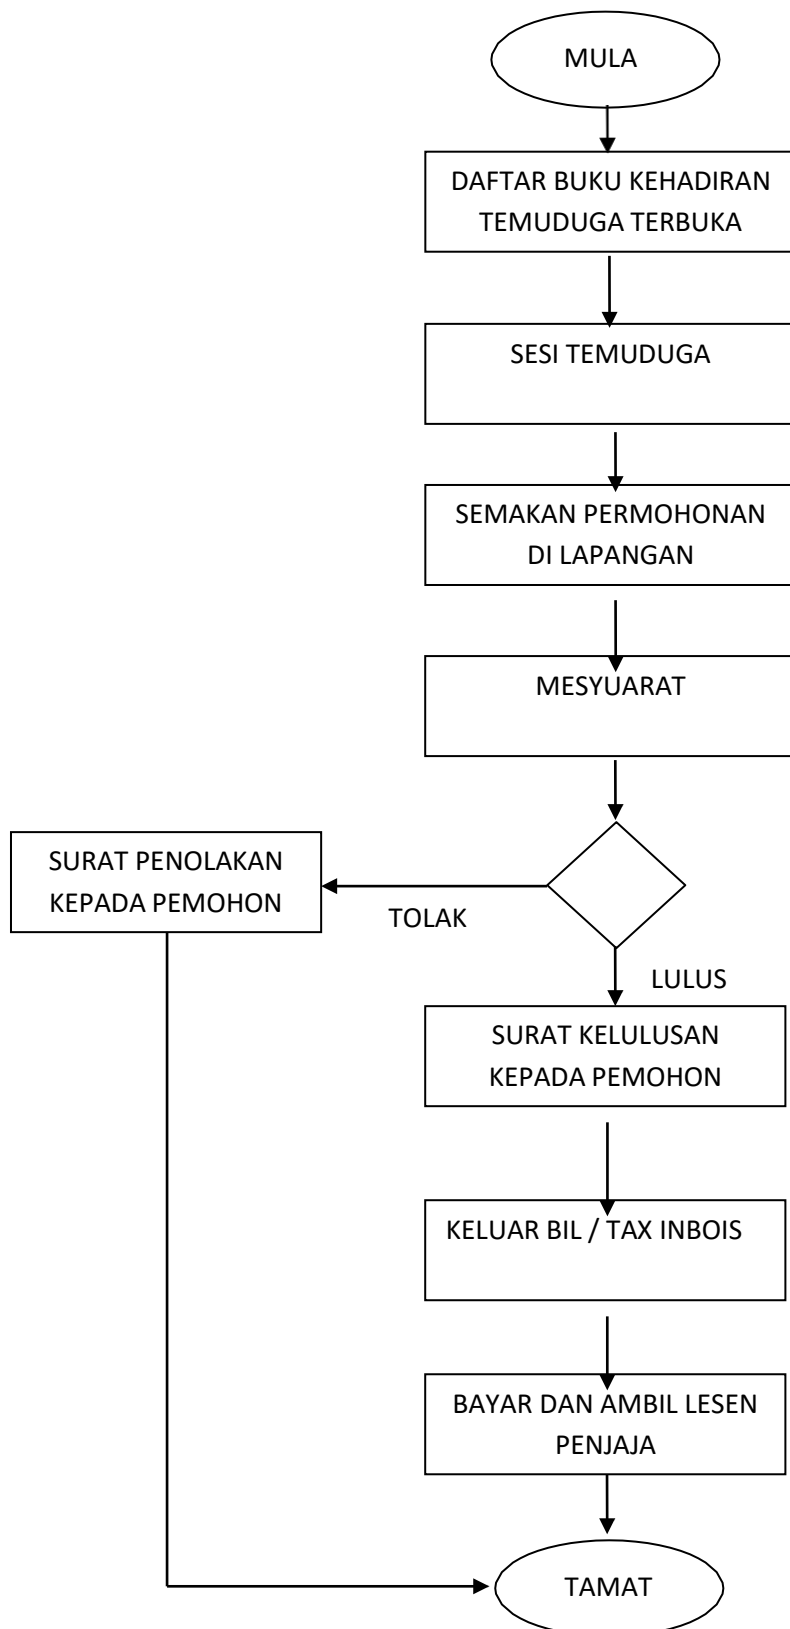 MULA
DAFTAR BUKU KEHADIRAN
TEMUDUGA TERBUKA
SESI TEMUDUGA
SEMAKAN PERMOHONAN
DI LAPANGAN
MESYUARAT
SURAT PENOLAKAN
KEPADA PEMOHON
TOLAK
LULUS
SURAT KELULUSAN
KEPADA PEMOHON
KELUAR BIL / TAX INBOIS
BAYAR DAN AMBIL LESEN
PENJAJA
TAMAT